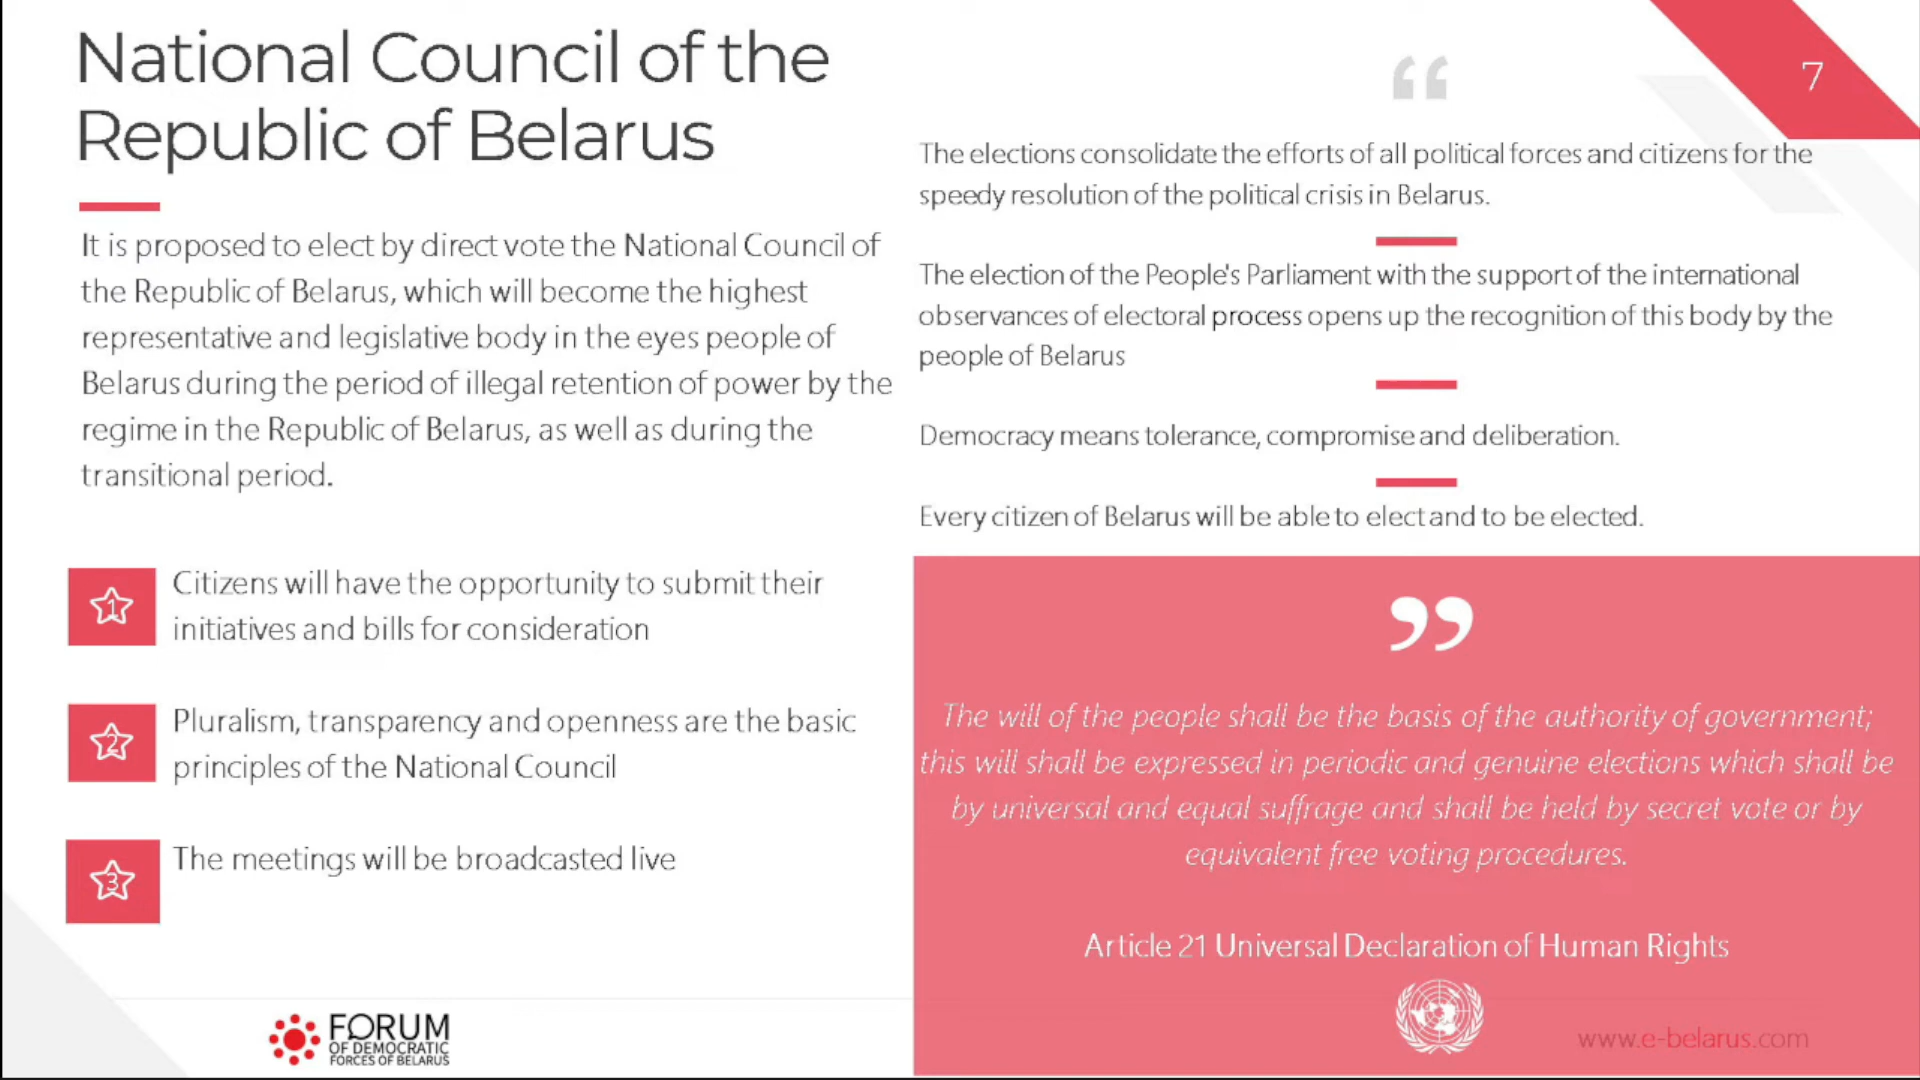 National Council of the
Republic of Belarus
It is proposed to elect by direct vote the National Council of
the Republic of Belarus, which will become the highest
representative and legislative body in the eyes people of
Belarus during the period of illegal retention of power by the
regime in the Republic of Belarus, as well as during the
transitional period.
1
Citizens will have the opportunity to submit their
initiatives and bills for consideration
2
Pluralism, transparency and openness are the basic
principles of the National Council
3
The meetings will be broadcasted live
FORUM
OF DEMOCRATIC
FORCES OF BELARUS
“
7
The elections consolidate the efforts of all political forces and citizens for the
speedy resolution of the political crisis in Belarus.
The election of the People's Parliament with the support of the international
observances of electoral process opens up the recognition of this body by the
people of Belarus
Democracy means tolerance, compromise and deliberation.
Every citizen of Belarus will be able to elect and to be elected.
”
The will of the people shall be the basis of the authority of government;
this will shall be expressed in periodic and genuine elections which shall be
by universal and equal suffrage and shall be held by secret vote or by
equivalent free voting procedures.
Article 21 Universal Declaration of Human Rights
www.e-belarus.com